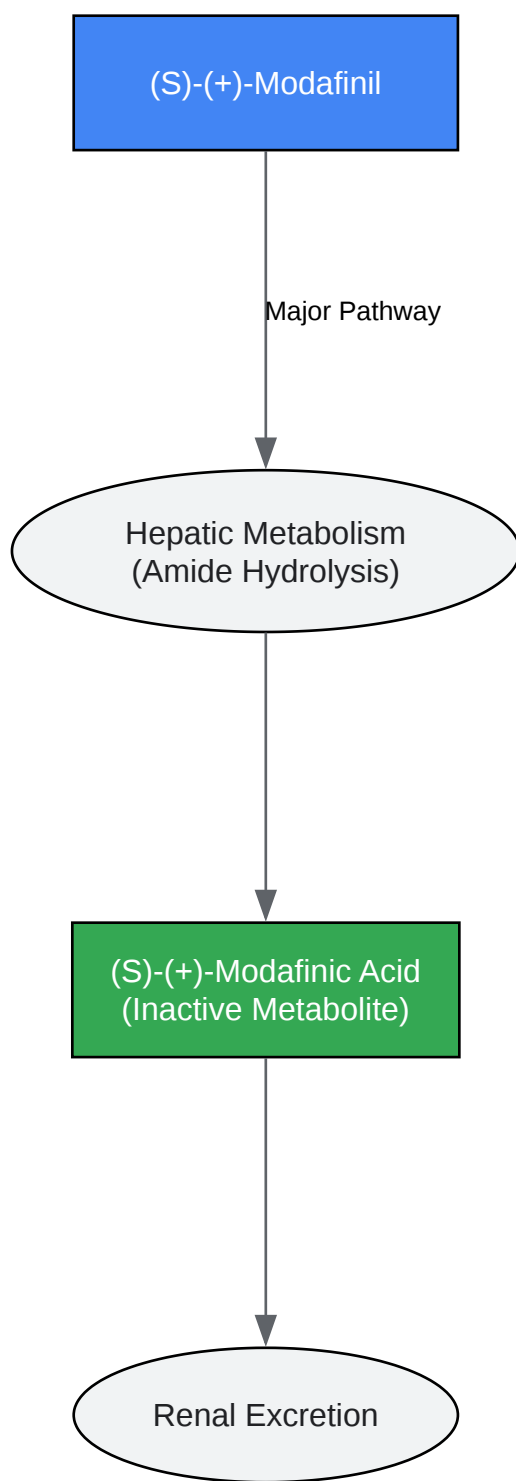 (S)-(+)-Modafinil
Major Pathway
Hepatic Metabolism
(Amide Hydrolysis)
(S)-(+)-Modafinic Acid
(Inactive Metabolite)
Renal Excretion